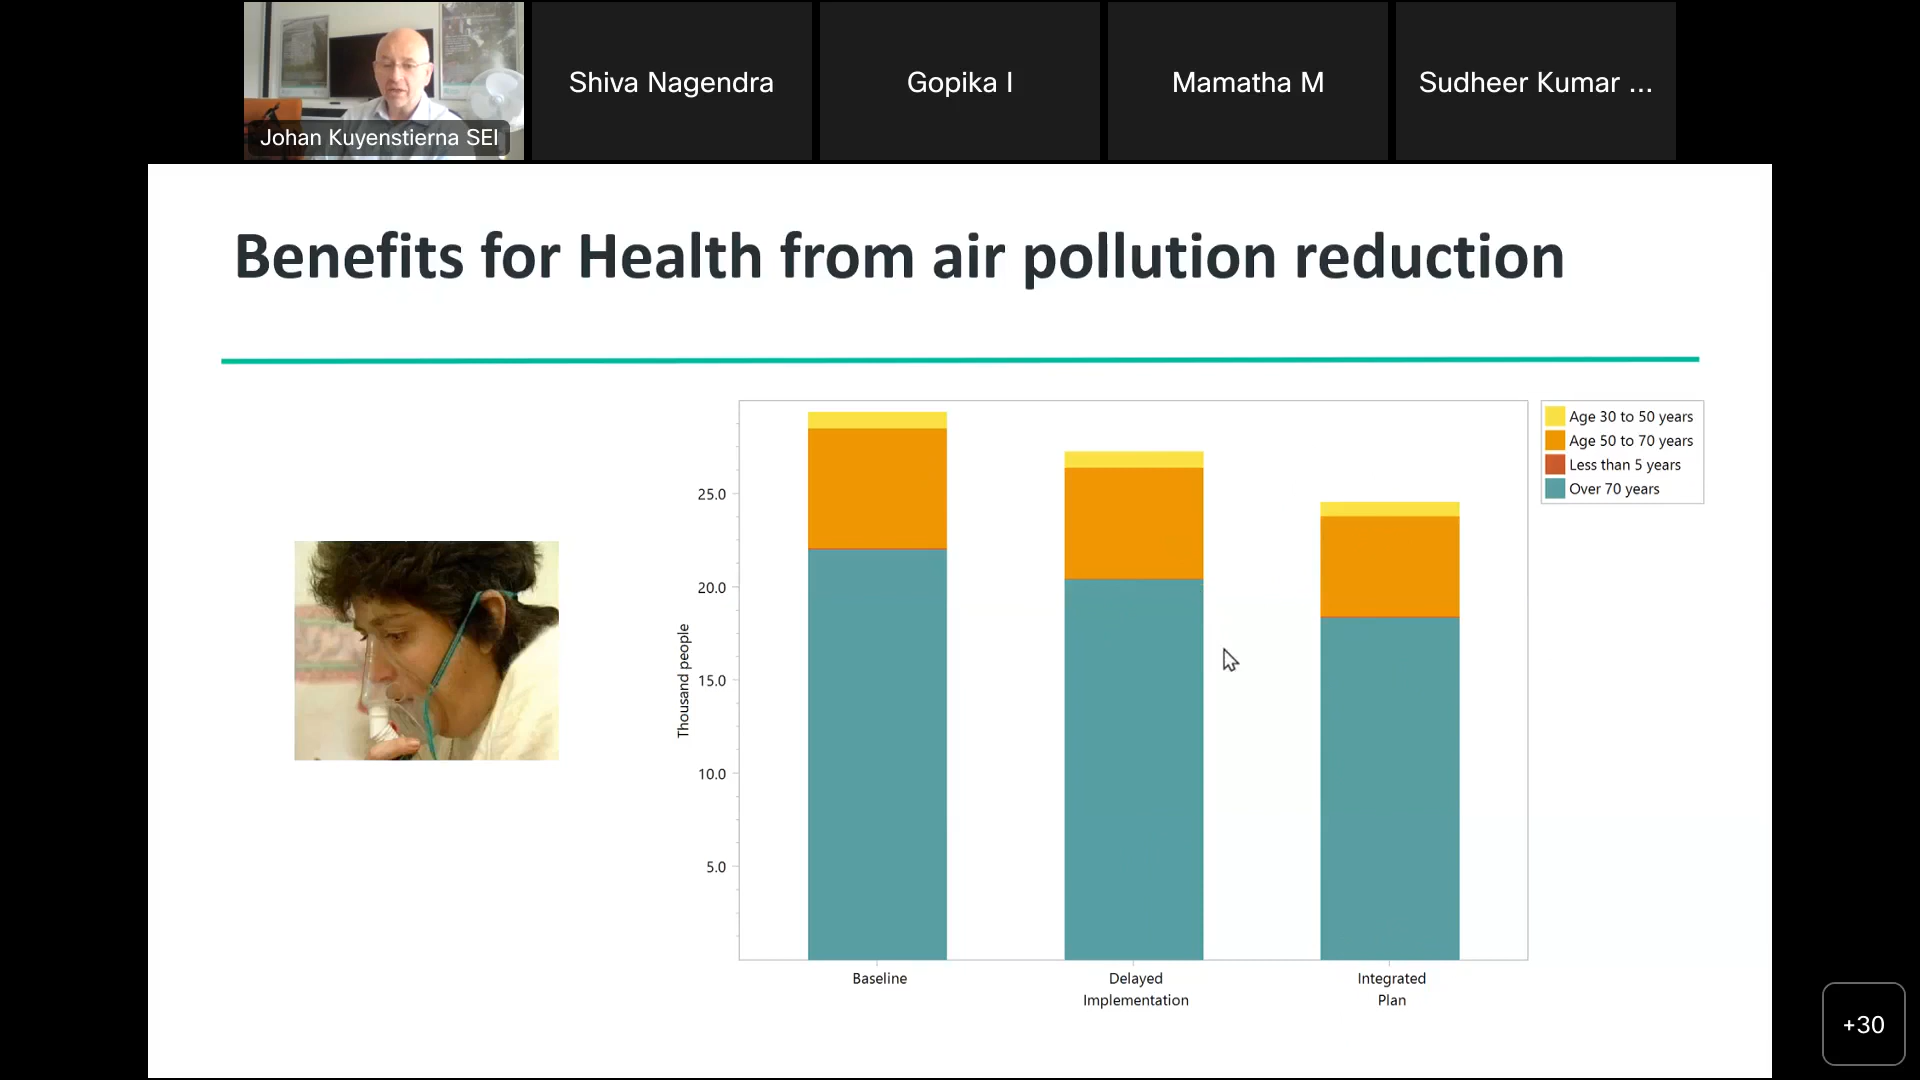 Johan Kuyenstierna SEI
Shiva Nagendra
Gopika I
Mamatha M
Sudheer Kumar ...
Benefits for Health from air pollution reduction
Age 30 to 50 years
Age 50 to 70 years
Less than 5 years
Over 70 years
25.0
20.0
15.0
10.0
5.0
Thousand people
Baseline
Delayed
Implementation
Integrated
Plan
+30